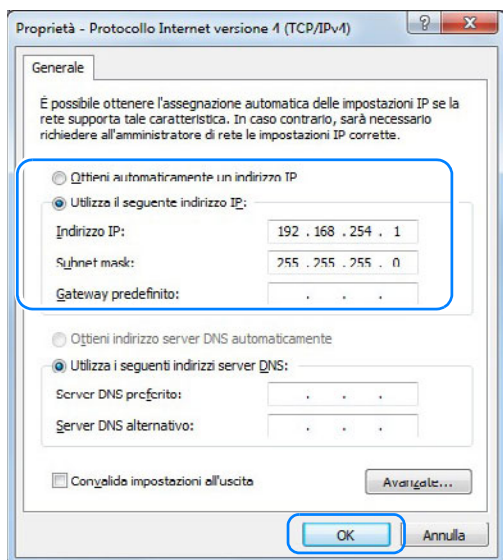 Proprietà - Protocollo Internet versione 4 (TCP/IPv4)
Generale
È possibile ottenere l'assegnazione automatica delle impostazioni IP se la
rete supporta tale caratteristica. In caso contrario, sarà necessario
richiedere all'amministratore di rete le impostazioni IP corrette.
Ottieni automaticamente un indirizzo IP
Utilizza il seguente indirizzo IP:
Indirizzo IP: 192 . 168 . 254 . 1
Subnet mask: 255 . 255 . 255 . 0
Gateway predefinito: . . .
Ottieni indirizzo server DNS automaticamente
Utilizza i seguenti indirizzi server DNS:
Server DNS preferito: . . .
Server DNS alternativo: . . .
Convalida impostazioni all'uscita
Avanzate...
OK Annulla